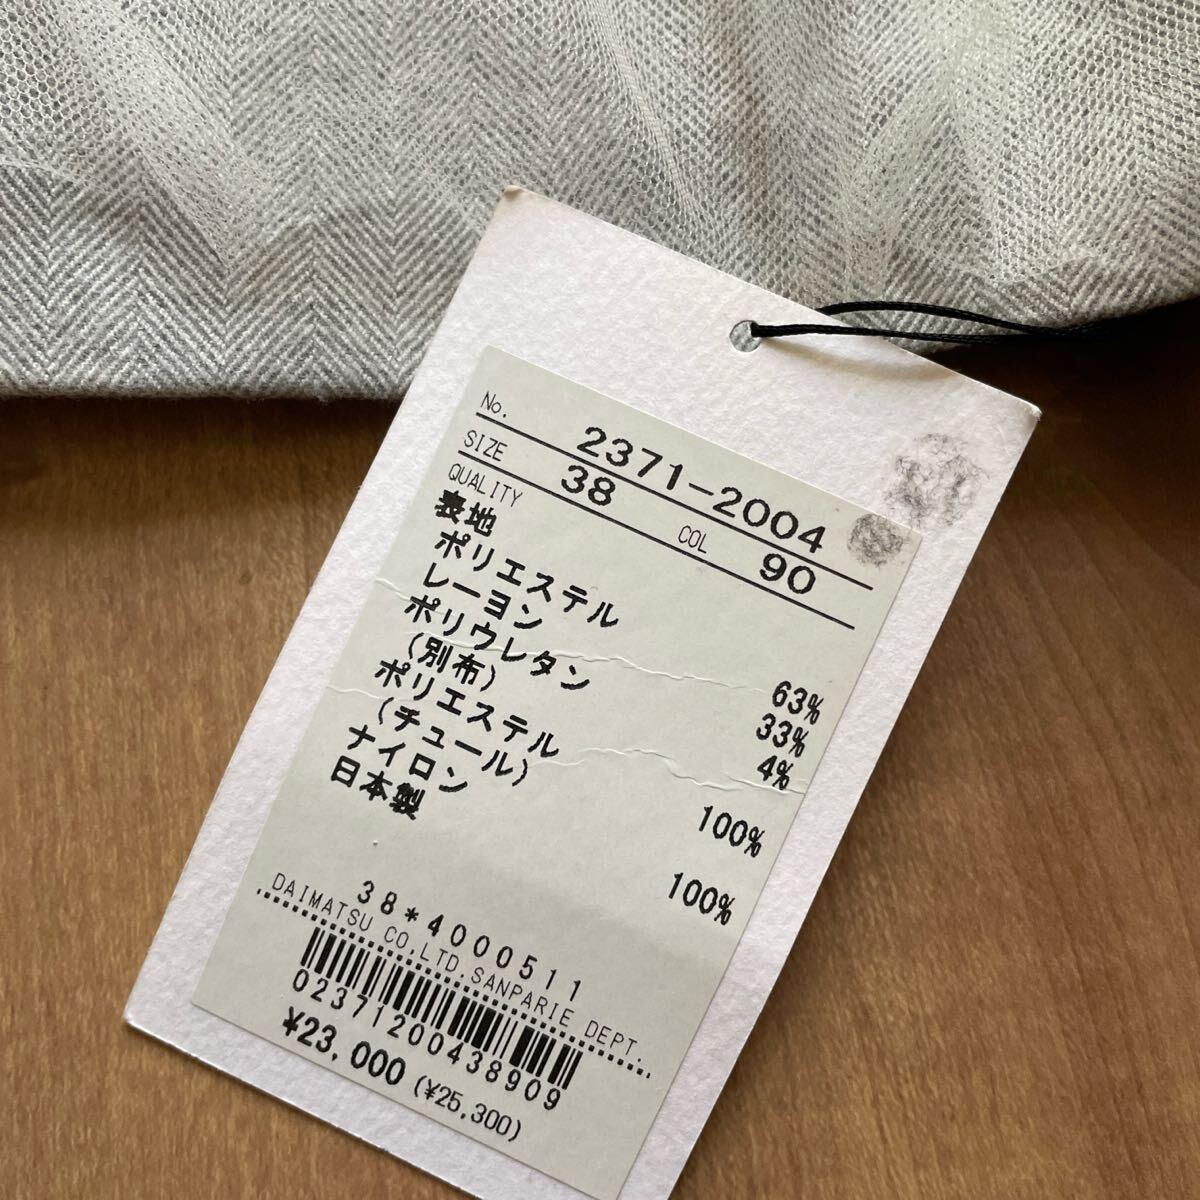 No. 2371-2004
SIZE 38 COL 90
QUALITY
表地
ポリエステル 63%
レーヨン 33%
ポリウレタン 4%
(別布)
ポリエステル 100%
(チュール)
ナイロン 100%
日本製
38*4000511
DAIMATSU CO,LTD.SANPARIE DEPT.
02371200438909
¥23,000 (¥25,300)